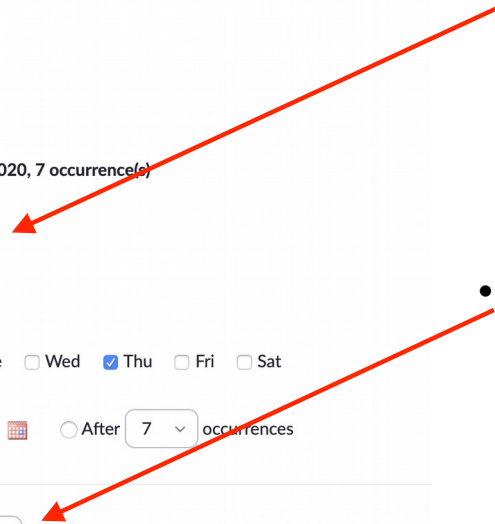 020, 7 occurrence(s)
e Wed Thu Fri Sat
After 7 occurrences
•